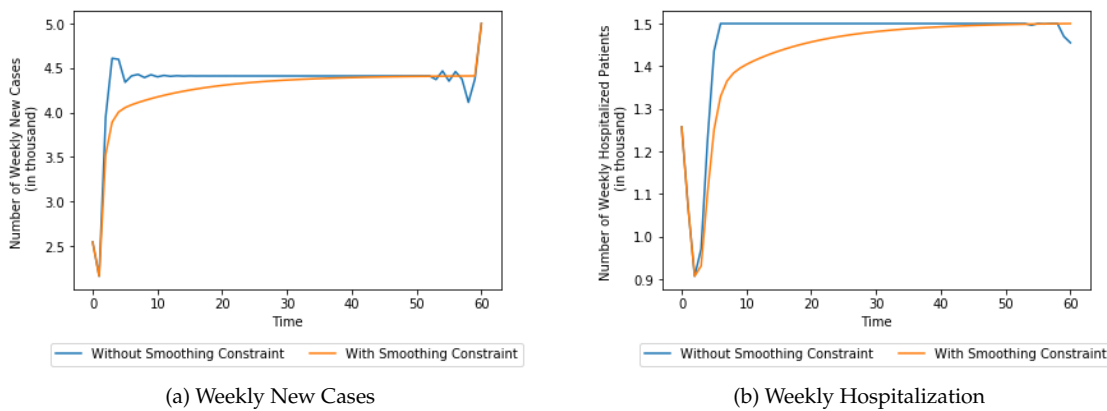 Number of Weekly New Cases
(in thousand)
5.0
4.5
4.0
3.5
3.0
2.5
0 10 20 30 40 50 60
Time
Without Smoothing Constraint With Smoothing Constraint
(a) Weekly New Cases
Number of Weekly Hospitalized Patients
(in thousand)
1.5
1.4
1.3
1.2
1.1
1.0
0.9
0 10 20 30 40 50 60
Time
Without Smoothing Constraint With Smoothing Constraint
(b) Weekly Hospitalization